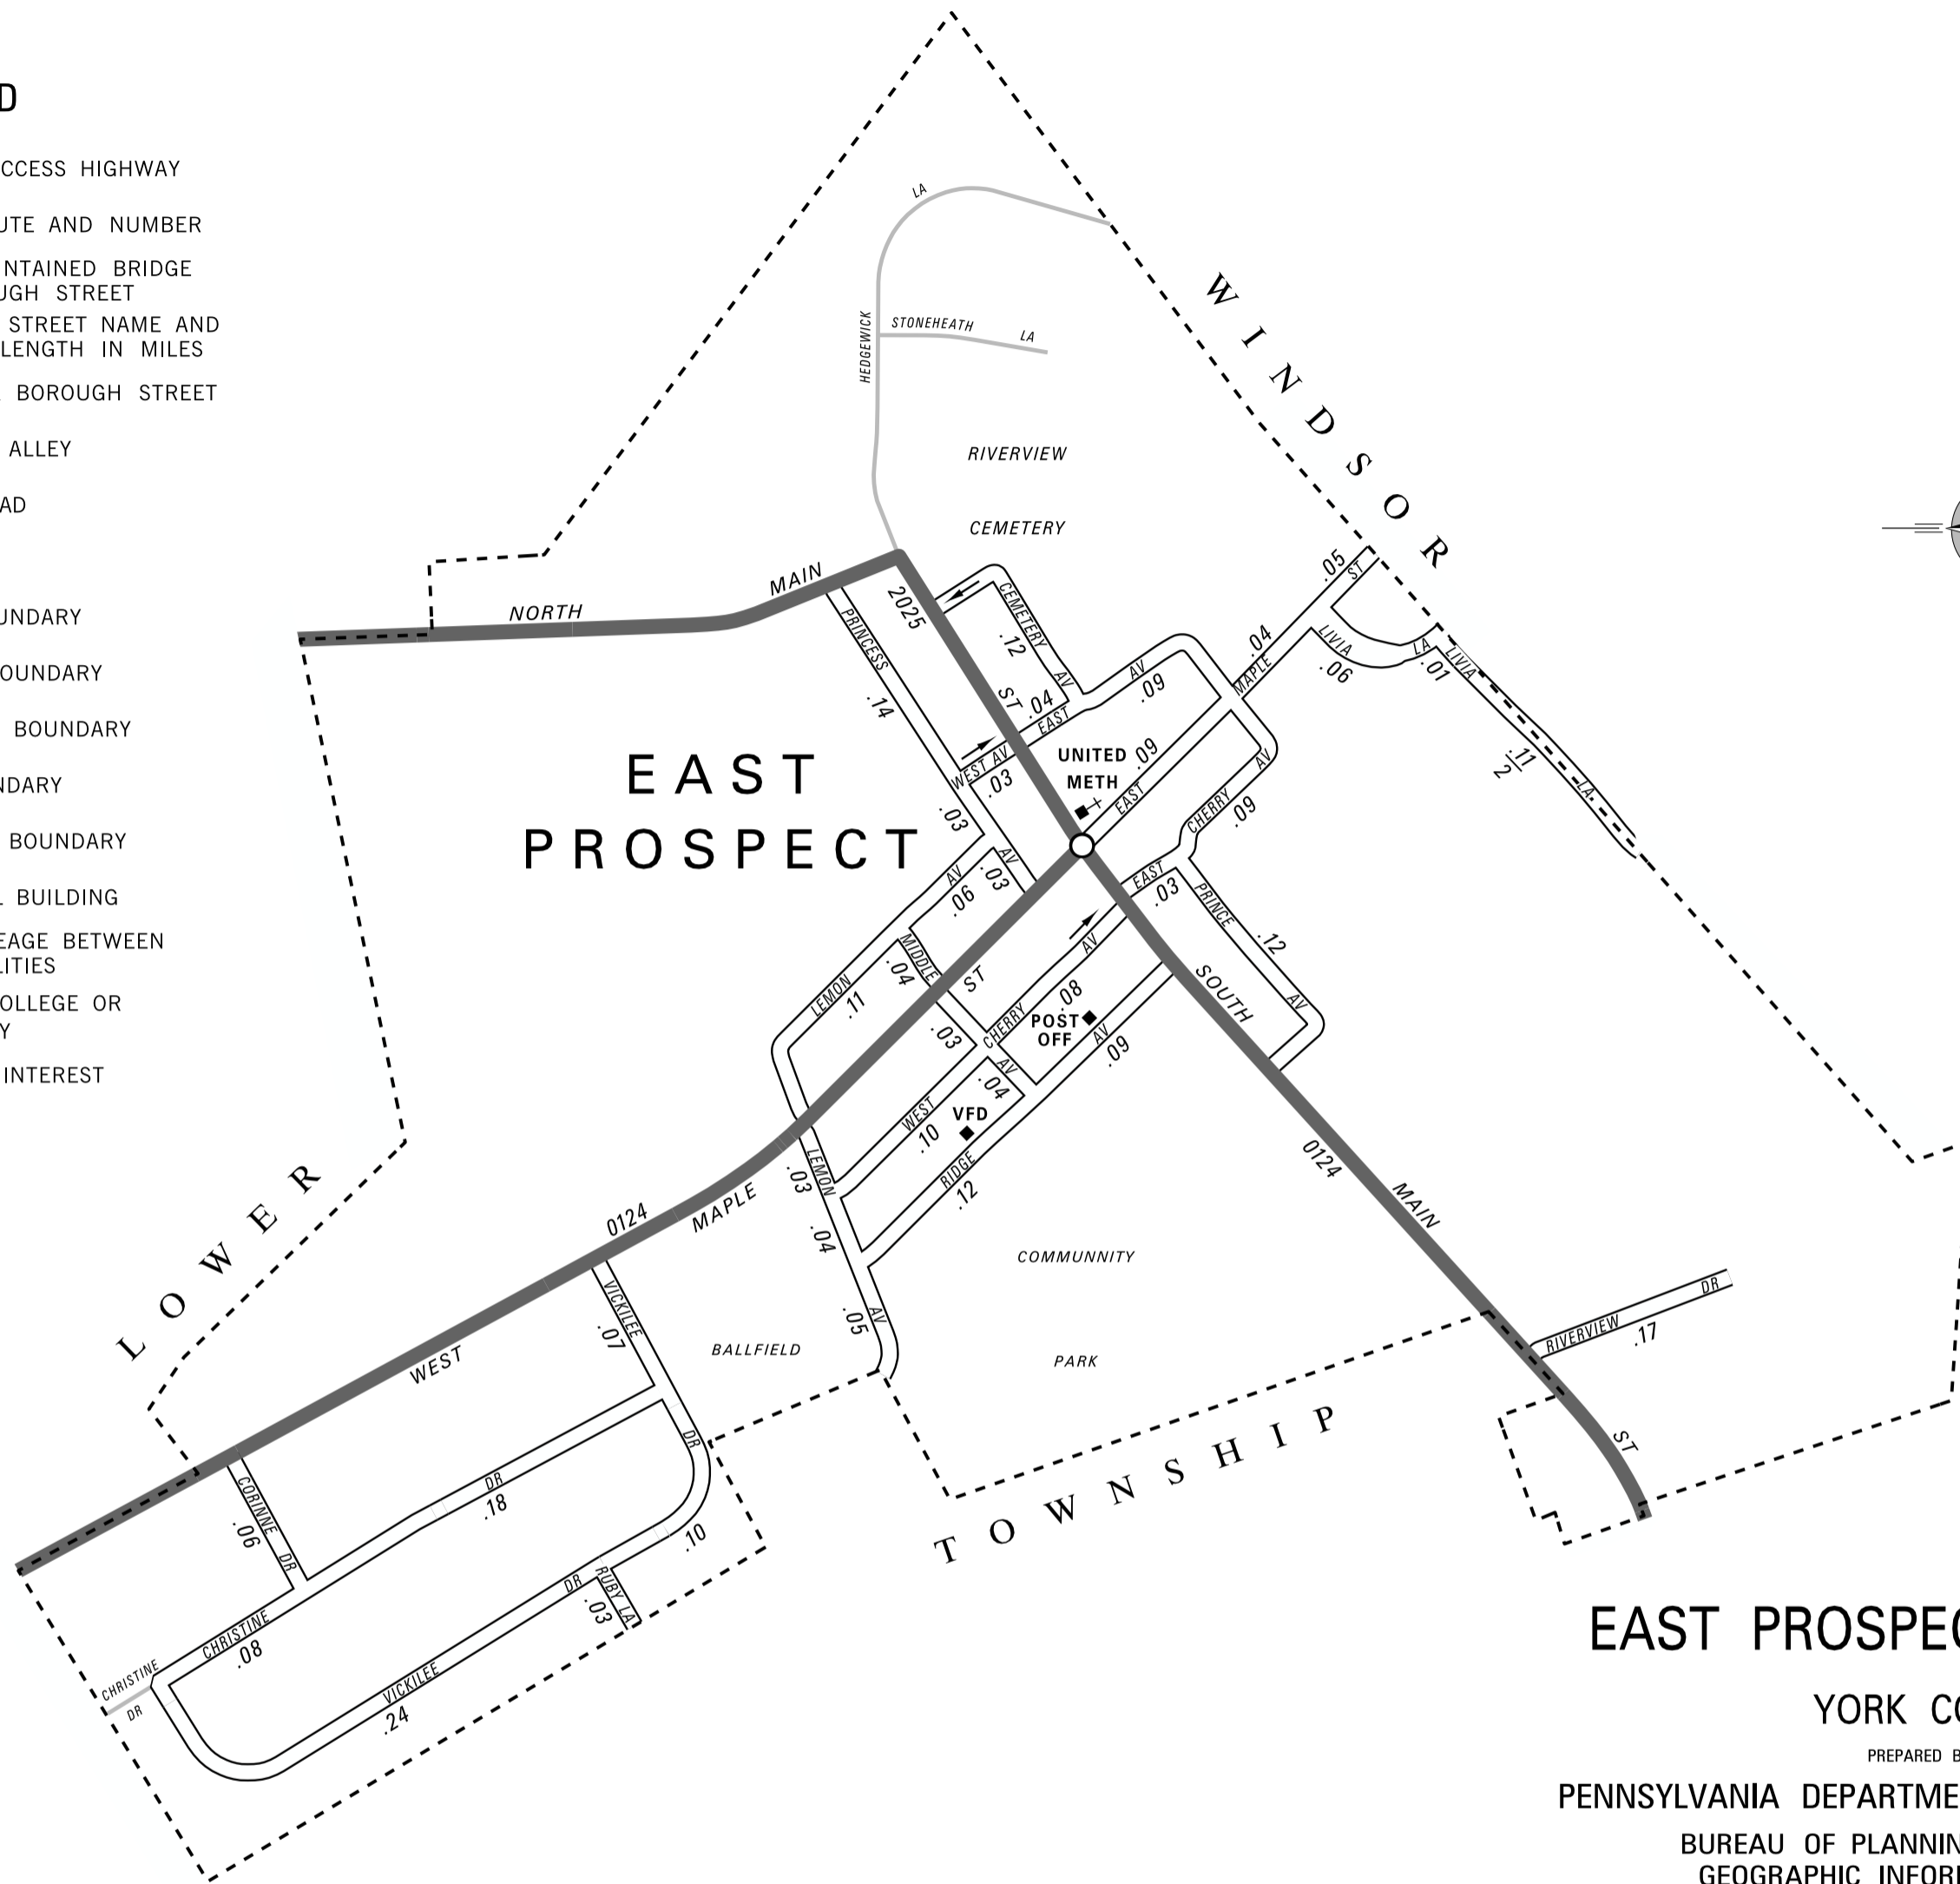 D
CCESS HIGHWAY
UTE AND NUMBER
NTAINED BRIDGE
UGH STREET
STREET NAME AND
LENGTH IN MILES
BOROUGH STREET
ALLEY
AD
UNDARY
OUNDARY
BOUNDARY
NDARY
BOUNDARY
L BUILDING
EAGE BETWEEN
LITIES
OLLEGE OR
Y
INTEREST
LA
HEDGEWICK
STONEHEATH LA
WINDSOR
RIVERVIEW
CEMETERY
NORTH MAIN
2025
ST
PRINCESS
.14
.03
AV
.03
CEMETERY
.12
AV
.04
EAST
AV
.09
WEST AV
.03
.05
ST
.04
MAPLE
LIVIA
.06
LA
.01
LIVIA
.11
2
LA
EAST
PROSPECT
UNITED
METH
.09
EAST
AV
CHERRY
.09
EAST
.03
PRINCE
.12
AV
AV
.06
MIDDLE
.04
LEMON
.11
ST
.03
CHERRY
AV
.08
POST
OFF
AV
.09
AV
.04
WEST
.10
VFD
RIDGE
.12
SOUTH
LEMON
.03
.04
.05
AV
0124
MAPLE
WEST
0124
MAIN
ST
LOWER
TOWNSHIP
COMMUNNITY
PARK
BALLFIELD
VICKILEE
.07
DR
.10
RIVERVIEW DR
.17
CORINNE
.06
DR
DR
.18
RUBY LA
.03
DR
CHRISTINE
.08
CHRISTINE
DR
VICKILEE
.24
EAST PROSPEC
YORK CO
PREPARED B
PENNSYLVANIA DEPARTME
BUREAU OF PLANNIN
GEOGRAPHIC INFOR